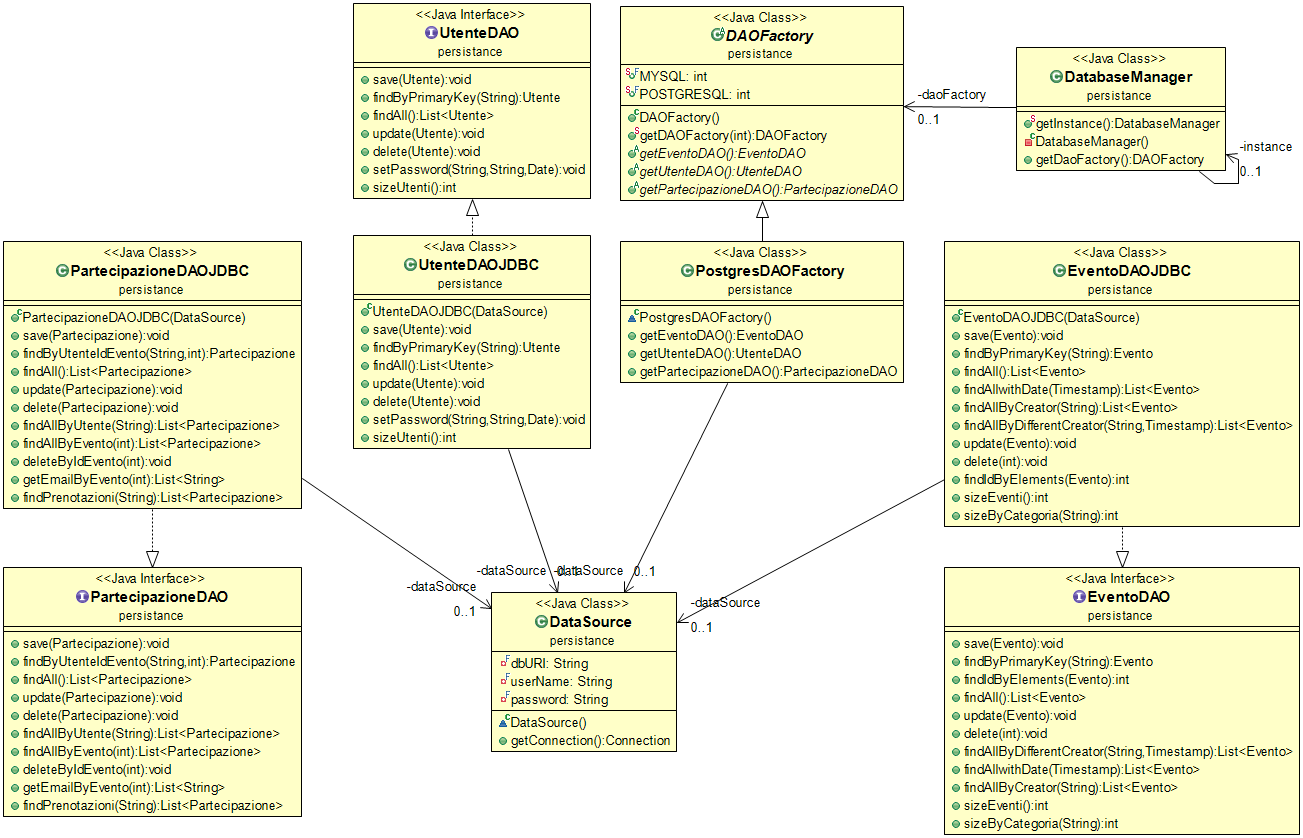 <<Java Interface>>
UtenteDAO
persistance
save(Utente):void
findByPrimaryKey(String):Utente
findAll():List<Utente>
update(Utente):void
delete(Utente):void
setPassword(String,String,Date):void
sizeUtenti():int
<<Java Class>>
DAOFactory
persistance
MYSQL: int
POSTGRESQL: int
DAOFactory()
getDAOFactory(int):DAOFactory
getEventoDAO():EventoDAO
getUtenteDAO():UtenteDAO
getPartecipazioneDAO():PartecipazioneDAO
-daoFactory
0..1
<<Java Class>>
DatabaseManager
persistance
getInstance():DatabaseManager
DatabaseManager()
getDaoFactory():DAOFactory
-instance
0..1
<<Java Class>>
PartecipazioneDAOJDBC
persistance
PartecipazioneDAOJDBC(DataSource)
save(Partecipazione):void
findByUtenteIdEvento(String,int):Partecipazione
findAll():List<Partecipazione>
update(Partecipazione):void
delete(Partecipazione):void
findAllByUtente(String):List<Partecipazione>
findAllByEvento(int):List<Partecipazione>
deleteByIdEvento(int):void
getEmailByEvento(int):List<String>
findPrenotazioni(String):List<Partecipazione>
<<Java Class>>
UtenteDAOJDBC
persistance
UtenteDAOJDBC(DataSource)
save(Utente):void
findByPrimaryKey(String):Utente
findAll():List<Utente>
update(Utente):void
delete(Utente):void
setPassword(String,String,Date):void
sizeUtenti():int
<<Java Class>>
PostgresDAOFactory
persistance
PostgresDAOFactory()
getEventoDAO():EventoDAO
getUtenteDAO():UtenteDAO
getPartecipazioneDAO():PartecipazioneDAO
<<Java Class>>
EventoDAOJDBC
persistance
EventoDAOJDBC(DataSource)
save(Evento):void
findByPrimaryKey(String):Evento
findAll():List<Evento>
findAllwithDate(Timestamp):List<Evento>
findAllByCreator(String):List<Evento>
findAllByDifferentCreator(String,Timestamp):List<Evento>
update(Evento):void
delete(int):void
findIdByElements(Evento):int
sizeEventi():int
sizeByCategoria(String):int
-dataSource
0..1
-dataSource
0..1
-dataSource
0..1
-dataSource
0..1
<<Java Interface>>
PartecipazioneDAO
persistance
save(Partecipazione):void
findByUtenteIdEvento(String,int):Partecipazione
findAll():List<Partecipazione>
update(Partecipazione):void
delete(Partecipazione):void
findAllByUtente(String):List<Partecipazione>
findAllByEvento(int):List<Partecipazione>
deleteByIdEvento(int):void
getEmailByEvento(int):List<String>
findPrenotazioni(String):List<Partecipazione>
<<Java Class>>
DataSource
persistance
dbURI: String
userName: String
password: String
DataSource()
getConnection():Connection
<<Java Interface>>
EventoDAO
persistance
save(Evento):void
findByPrimaryKey(String):Evento
findIdByElements(Evento):int
findAll():List<Evento>
update(Evento):void
delete(int):void
findAllByDifferentCreator(String,Timestamp):List<Evento>
findAllwithDate(Timestamp):List<Evento>
findAllByCreator(String):List<Evento>
sizeEventi():int
sizeByCategoria(String):int